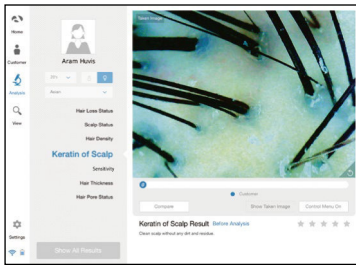 Taken Image
Home
Customer
Analysis
View
Settings
Aram Huvis
Asian
Hair Loss Status
Scalp Status
Hair Density
Keratin of Scalp
Sensitivity
Hair Thickness
Hair Pore Status
Show All Results
Customer
Compare
Show Taken Image
Control Menu On
Keratin of Scalp Result Before Analysis
Clean scalp without any dirt and residue.